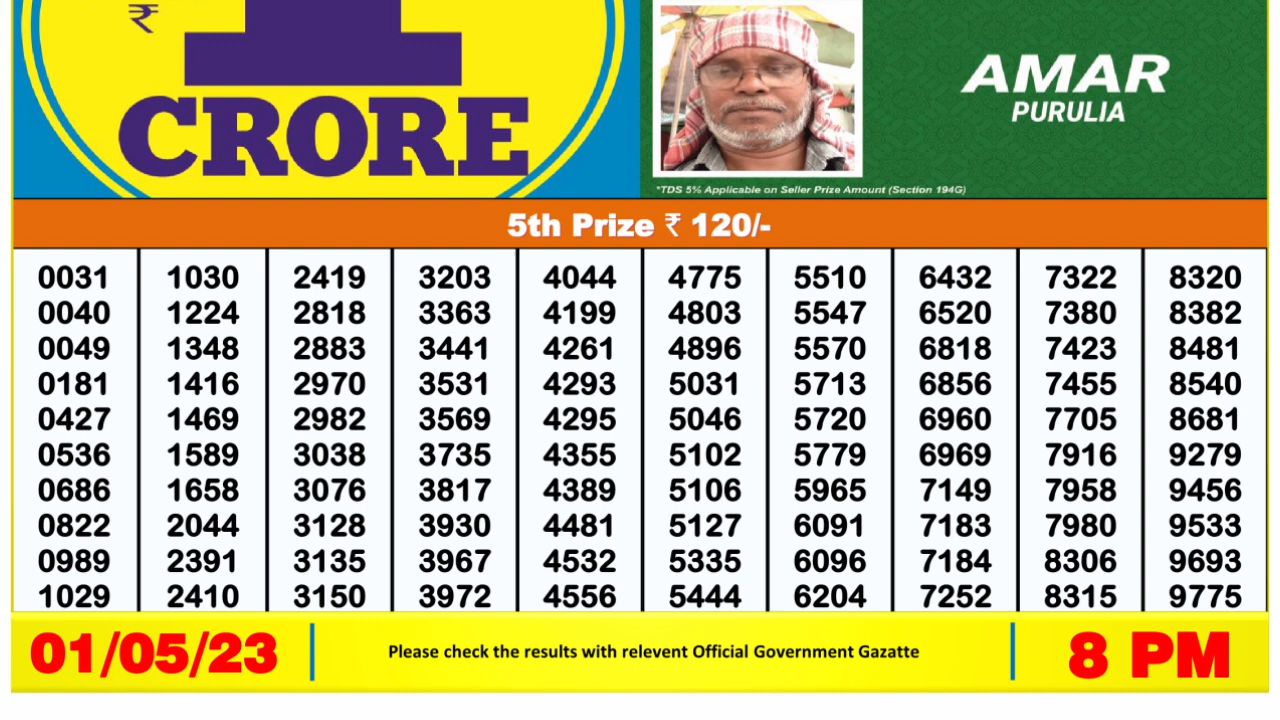 ₹ 1
CRORE
AMAR
PURULIA
*TDS 5% Applicable on Seller Prize Amount (Section 194G)
5th Prize ₹ 120/-
0031 1030 2419 3203 4044 4775 5510 6432 7322 8320
0040 1224 2818 3363 4199 4803 5547 6520 7380 8382
0049 1348 2883 3441 4261 4896 5570 6818 7423 8481
0181 1416 2970 3531 4293 5031 5713 6856 7455 8540
0427 1469 2982 3569 4295 5046 5720 6960 7705 8681
0536 1589 3038 3735 4355 5102 5779 6969 7916 9279
0686 1658 3076 3817 4389 5106 5965 7149 7958 9456
0822 2044 3128 3930 4481 5127 6091 7183 7980 9533
0989 2391 3135 3967 4532 5335 6096 7184 8306 9693
1029 2410 3150 3972 4556 5444 6204 7252 8315 9775
01/05/23 Please check the results with relevent Official Government Gazatte 8 PM